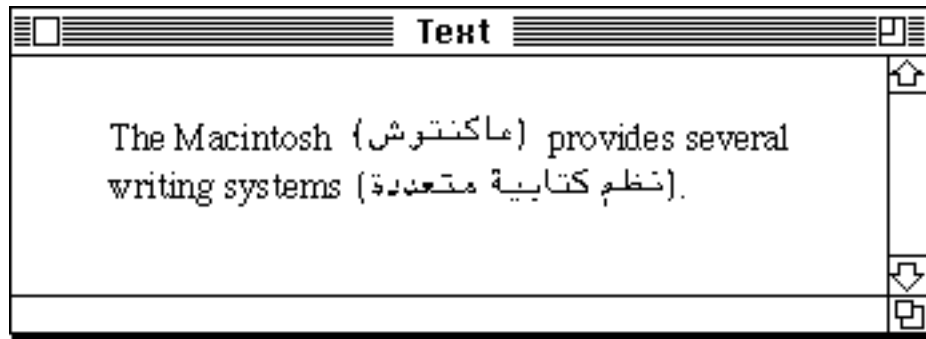 Text
The Macintosh (ماكنتوش) provides several
writing systems (نظم كتابية متعددة).